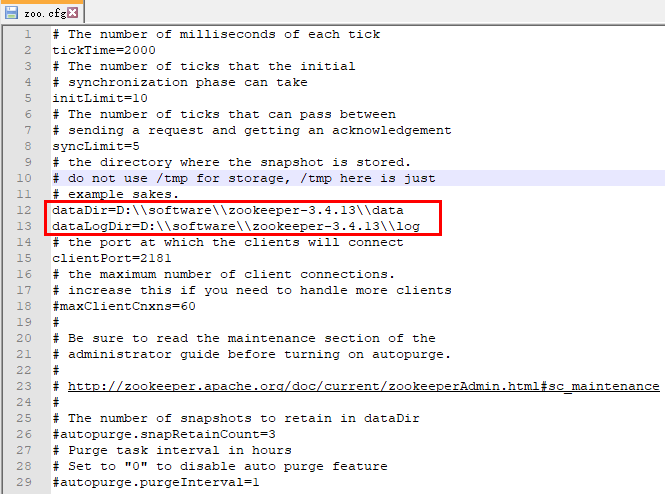 zoo.cfg
1 # The number of milliseconds of each tick
2 tickTime=2000
3 # The number of ticks that the initial
4 # synchronization phase can take
5 initLimit=10
6 # The number of ticks that can pass between
7 # sending a request and getting an acknowledgement
8 syncLimit=5
9 # the directory where the snapshot is stored.
10 # do not use /tmp for storage, /tmp here is just
11 # example sakes.
12 dataDir=D:\\software\\zookeeper-3.4.13\\data
13 dataLogDir=D:\\software\\zookeeper-3.4.13\\log
14 # the port at which the clients will connect
15 clientPort=2181
16 # the maximum number of client connections.
17 # increase this if you need to handle more clients
18 #maxClientCnxns=60
19 #
20 # Be sure to read the maintenance section of the
21 # administrator guide before turning on autopurge.
22 #
23 # http://zookeeper.apache.org/doc/current/zookeeperAdmin.html#sc_maintenance
24 #
25 # The number of snapshots to retain in dataDir
26 #autopurge.snapRetainCount=3
27 # Purge task interval in hours
28 # Set to "0" to disable auto purge feature
29 #autopurge.purgeInterval=1